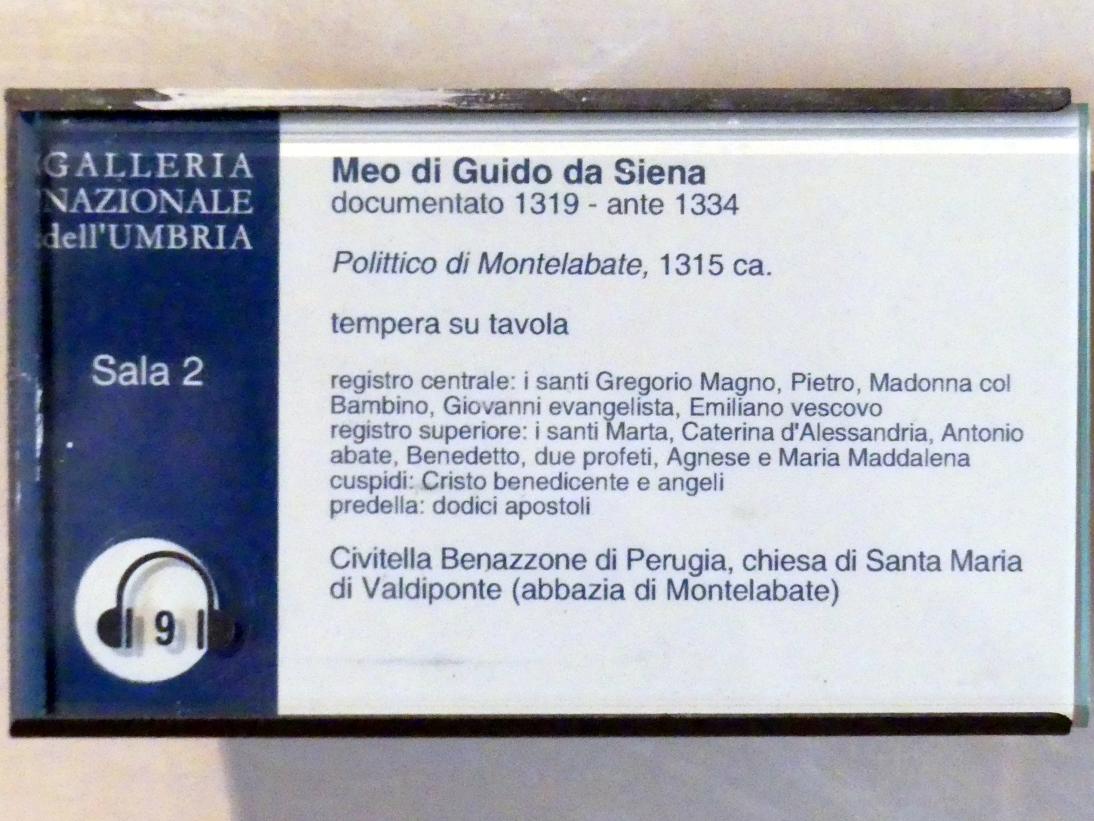 GALLERIA
NAZIONALE
dell'UMBRIA
Sala 2
9
Meo di Guido da Siena
documentato 1319 - ante 1334
Polittico di Montelabate, 1315 ca.
tempera su tavola
registro centrale: i santi Gregorio Magno, Pietro, Madonna col
Bambino, Giovanni evangelista, Emiliano vescovo
registro superiore: i santi Marta, Caterina d'Alessandria, Antonio
abate, Benedetto, due profeti, Agnese e Maria Maddalena
cuspidi: Cristo benedicente e angeli
predella: dodici apostoli
Civitella Benazzone di Perugia, chiesa di Santa Maria
di Valdiponte (abbazia di Montelabate)